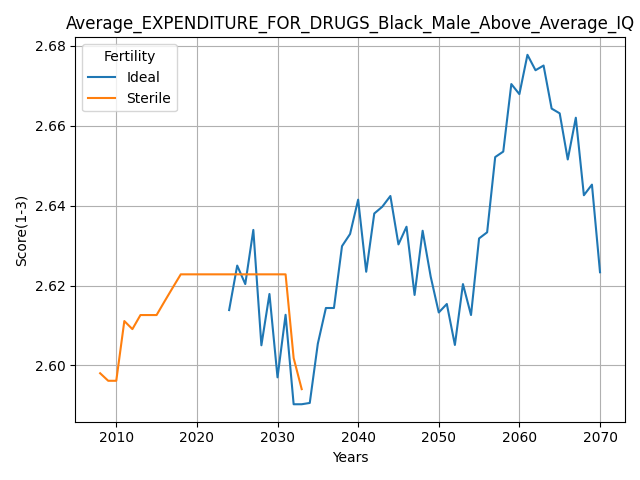 Average_EXPENDITURE_FOR_DRUGS_Black_Male_Above_Average_IQ
Fertility
Ideal
Sterile
Score(1-3)
2.68
2.66
2.64
2.62
2.60
2010 2020 2030 2040 2050 2060 2070
Years